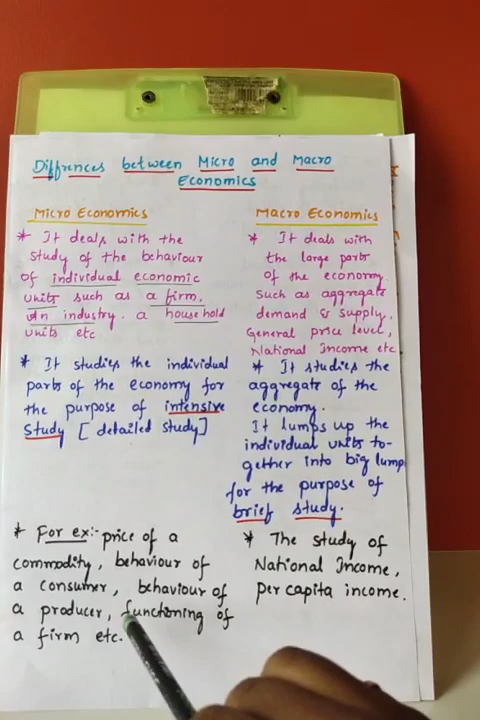 Diffrences between Micro and Macro
Economics
Micro Economics
* It deals with the
study of the behaviour
of individual economic
units such as a firm,
An industry. a household
units etc
* It studies the individual
parts of the economy for
the purpose of intensive
study [detailed study]
* For ex:- price of a
commodity, behaviour of
a consumer, behaviour of
a producer, functioning of
a firm etc.
Macro Economics
* It deals with
the large parts
of the economy
such as aggregate
demand & supply,
General price level,
National Income etc
* It studies the
aggregate of the
economy.
It lumps up the
individual units to-
gether into big lump
for the purpose of
brief study.
* The study of
National Income,
per capita income.